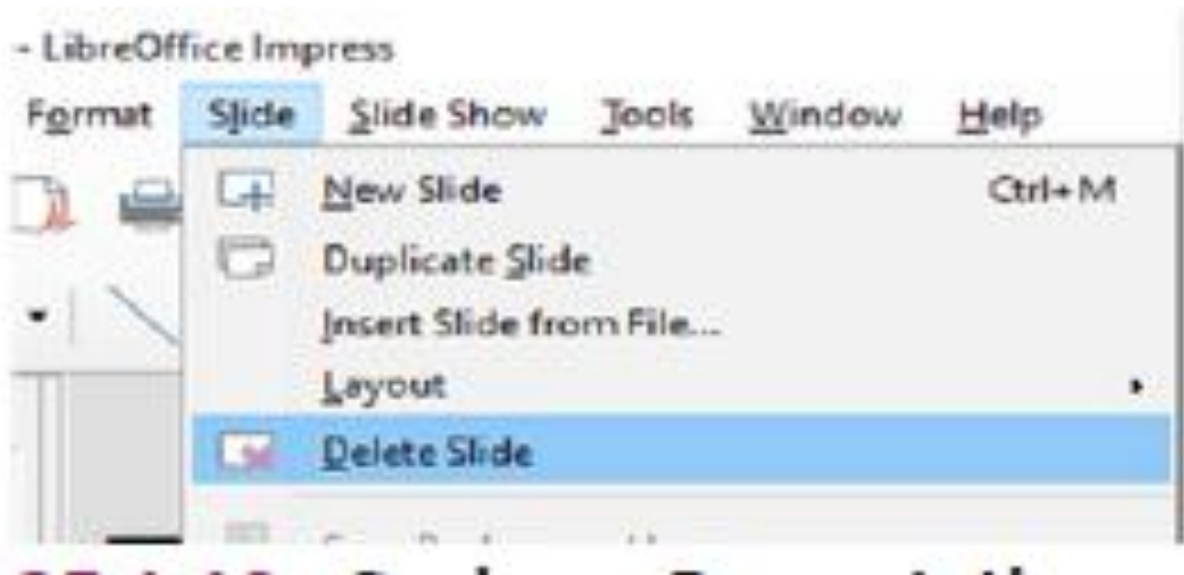 - LibreOffice Impress
Format Slide Slide Show Tools Window Help
New Slide Ctrl+M
Duplicate Slide
Insert Slide from File...
Layout
Delete Slide